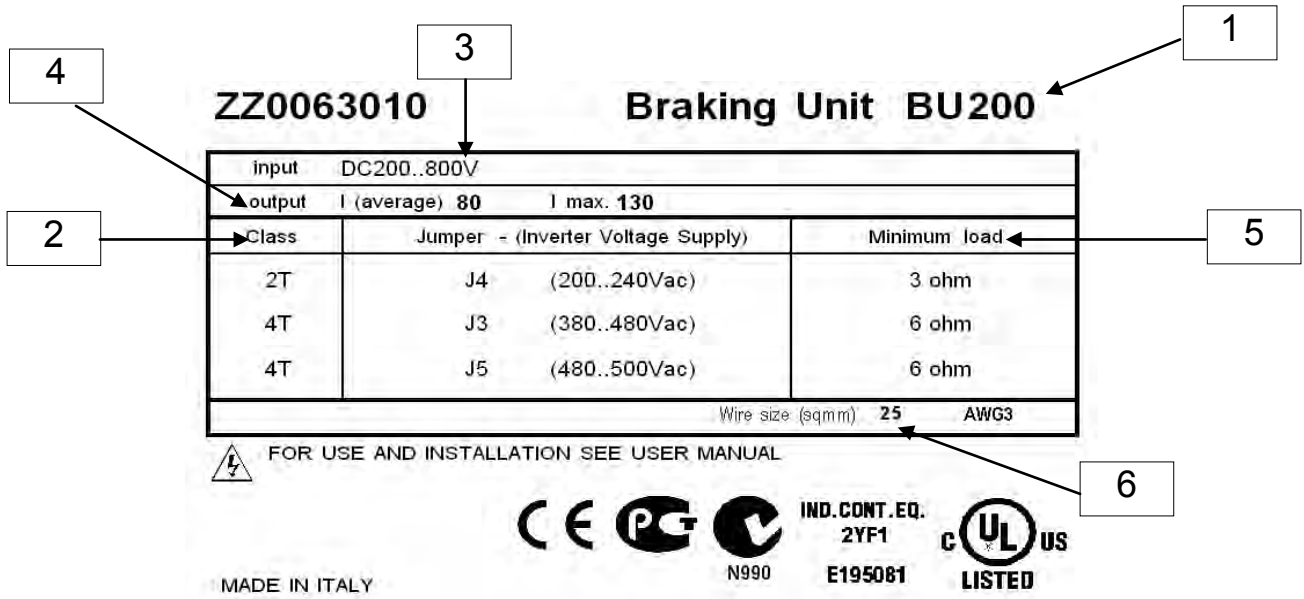 1
3
4
ZZ0063010 Braking Unit BU200
input DC200..800V
output I (average) 80 I max. 130
2
Class Jumper - (Inverter Voltage Supply) Minimum load
5
2T J4 (200..240Vac) 3 ohm
4T J3 (380..480Vac) 6 ohm
4T J5 (480..500Vac) 6 ohm
Wire size (sqmm) 25 AWG3
FOR USE AND INSTALLATION SEE USER MANUAL
6
CE PCT IND.CONT.EQ.
2YF1
C UL US
N990 E195081 LISTED
MADE IN ITALY